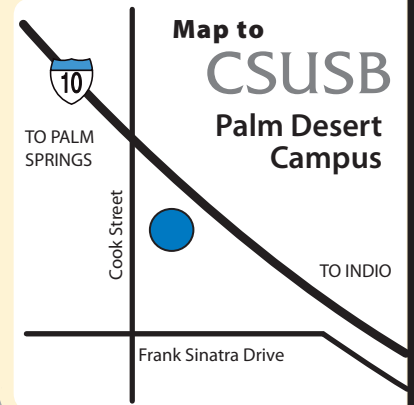 Map to
CSUSB
Palm Desert
Campus
10
TO PALM
SPRINGS
Cook Street
TO INDIO
Frank Sinatra Drive